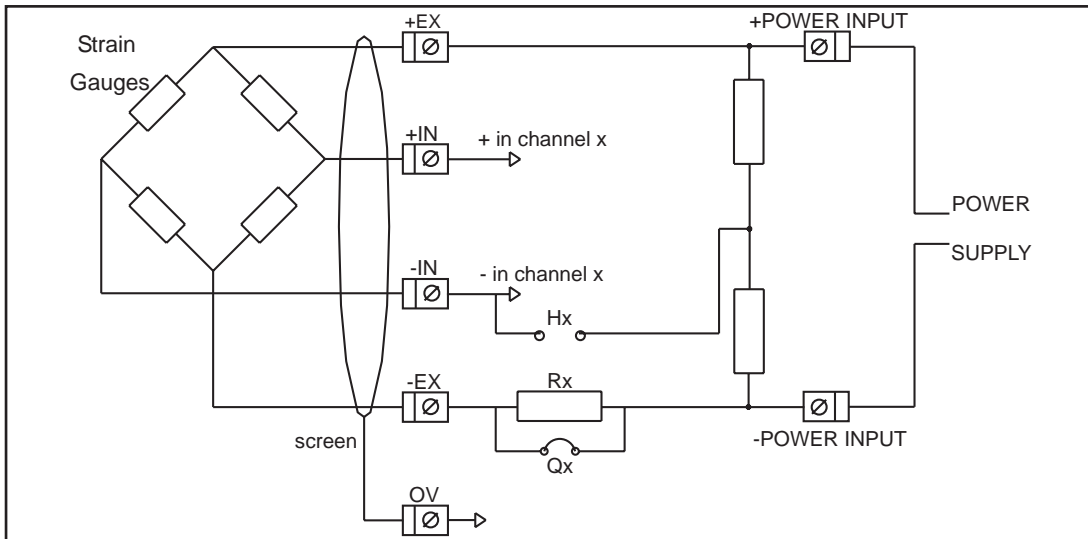 +EX
+POWER INPUT
Strain
Gauges
+IN
+ in channel x
POWER
SUPPLY
-IN
- in channel x
Hx
-EX
Rx
-POWER INPUT
screen
Qx
OV